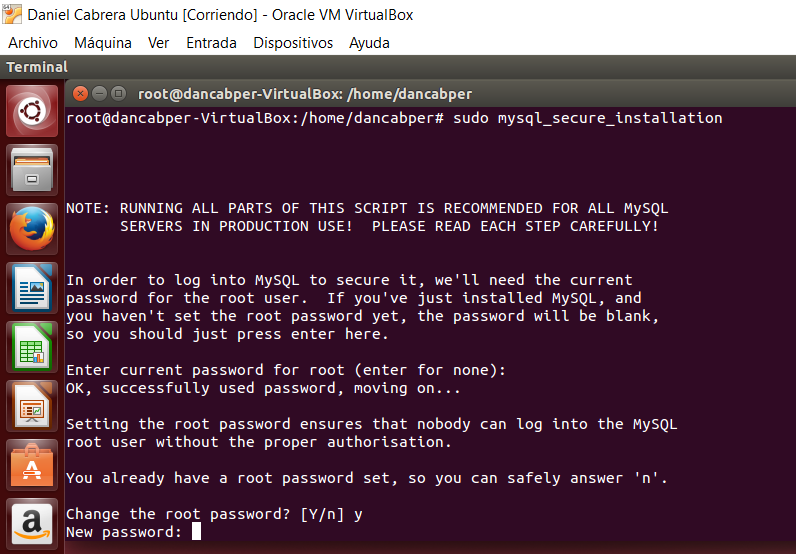 Daniel Cabrera Ubuntu [Corriendo] - Oracle VM VirtualBox
Archivo Máquina Ver Entrada Dispositivos Ayuda
Terminal
root@dancabper-VirtualBox: /home/dancabper
root@dancabper-VirtualBox:/home/dancabper# sudo mysql_secure_installation
NOTE: RUNNING ALL PARTS OF THIS SCRIPT IS RECOMMENDED FOR ALL MySQL
SERVERS IN PRODUCTION USE!  PLEASE READ EACH STEP CAREFULLY!
In order to log into MySQL to secure it, we'll need the current
password for the root user.  If you've just installed MySQL, and
you haven't set the root password yet, the password will be blank,
so you should just press enter here.
Enter current password for root (enter for none):
OK, successfully used password, moving on...
Setting the root password ensures that nobody can log into the MySQL
root user without the proper authorisation.
You already have a root password set, so you can safely answer 'n'.
Change the root password? [Y/n] y
New password: